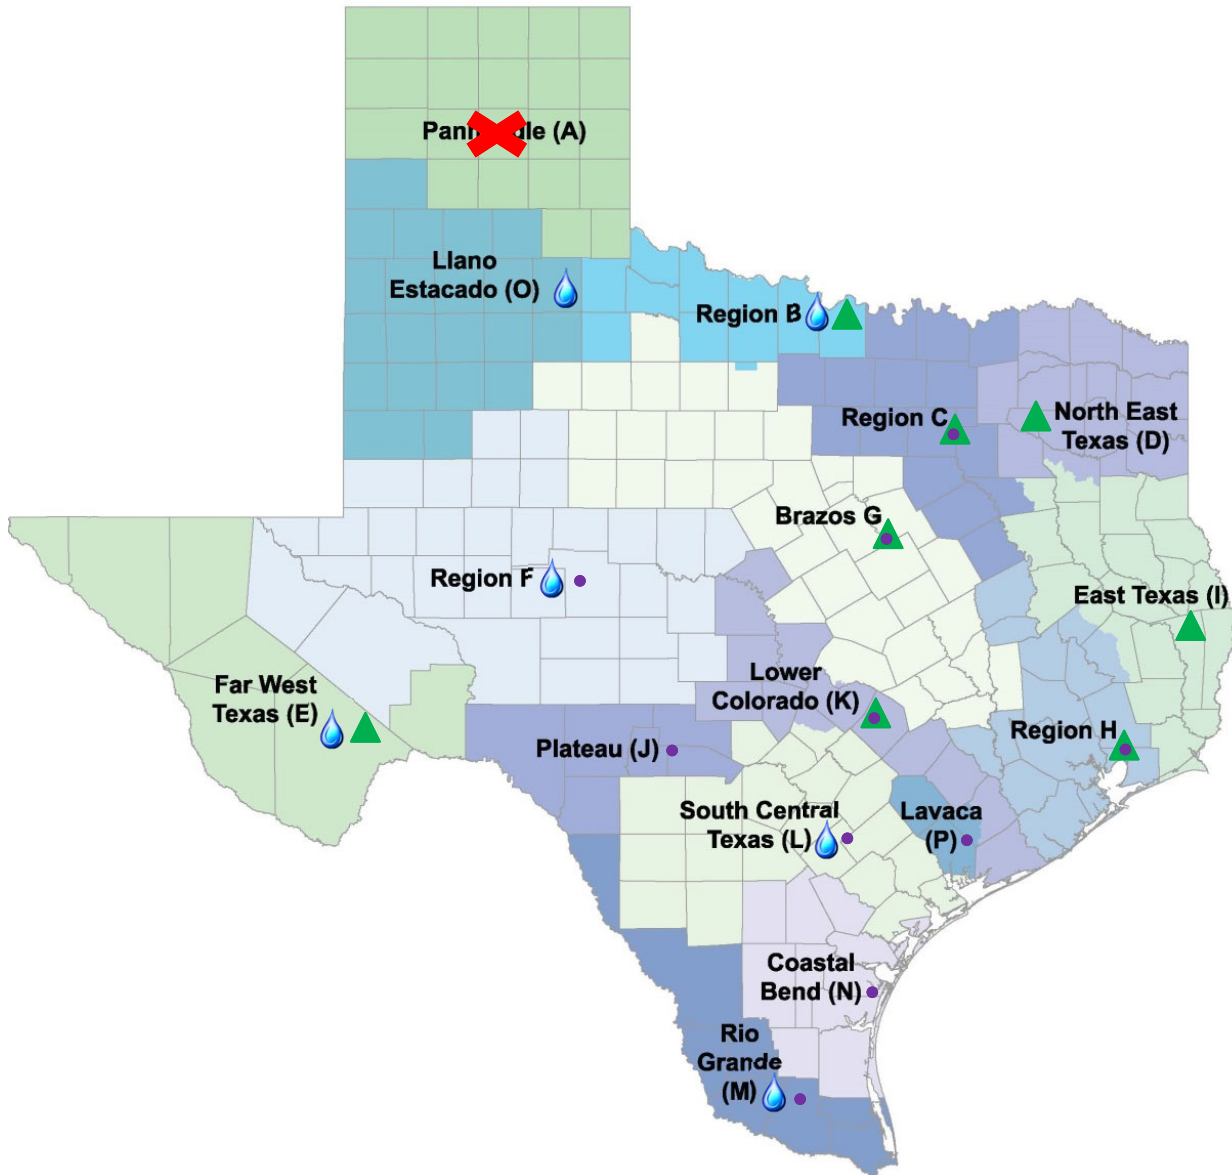 (A)
Llano
Estacado (O)
Region B
Region C
North East
Texas (D)
Brazos G
Region F
East Texas (I)
Far West
Texas (E)
Lower
Colorado (K)
Region H
Plateau (J)
South Central
Texas (L)
Lavaca
(P)
Coastal
Bend (N)
Rio
Grande
(M)